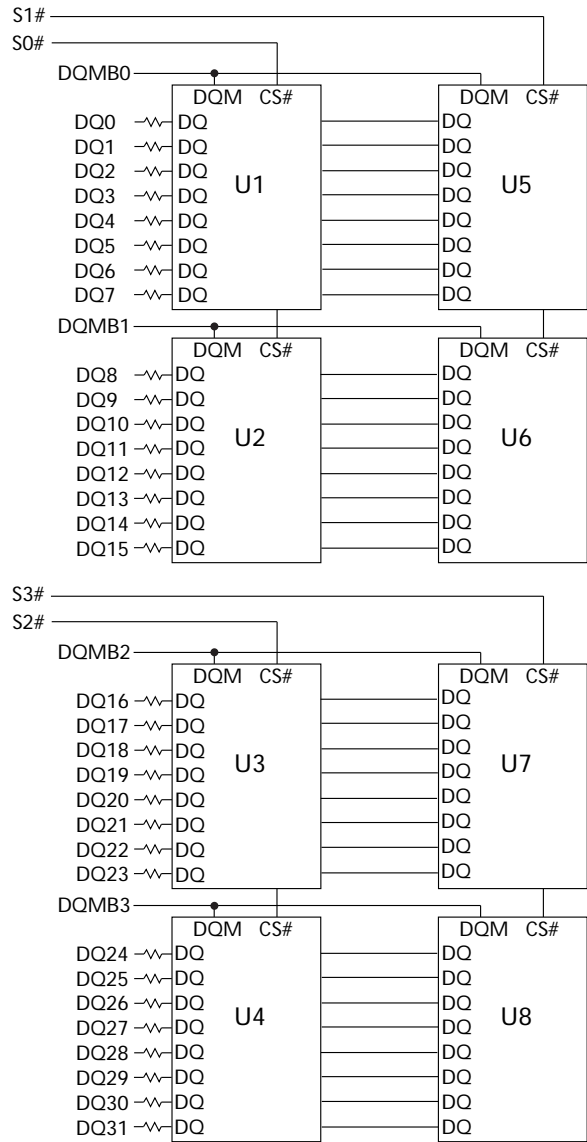 S1#
S0#
DQMB0
DQM CS# DQM CS#
DQ0 DQ DQ
DQ1 DQ DQ
DQ2 DQ DQ
U1 U5
DQ3 DQ DQ
DQ4 DQ DQ
DQ5 DQ DQ
DQ6 DQ DQ
DQ7 DQ DQ
DQMB1
DQM CS# DQM CS#
DQ8 DQ DQ
DQ9 DQ DQ
DQ10 DQ DQ
U2 U6
DQ11 DQ DQ
DQ12 DQ DQ
DQ13 DQ DQ
DQ14 DQ DQ
DQ15 DQ DQ
S3#
S2#
DQMB2
DQM CS# DQM CS#
DQ16 DQ DQ
DQ17 DQ DQ
DQ18 DQ DQ
U3 U7
DQ19 DQ DQ
DQ20 DQ DQ
DQ21 DQ DQ
DQ22 DQ DQ
DQ23 DQ DQ
DQMB3
DQM CS# DQM CS#
DQ24 DQ DQ
DQ25 DQ DQ
DQ26 DQ DQ
U4 U8
DQ27 DQ DQ
DQ28 DQ DQ
DQ29 DQ DQ
DQ30 DQ DQ
DQ31 DQ DQ